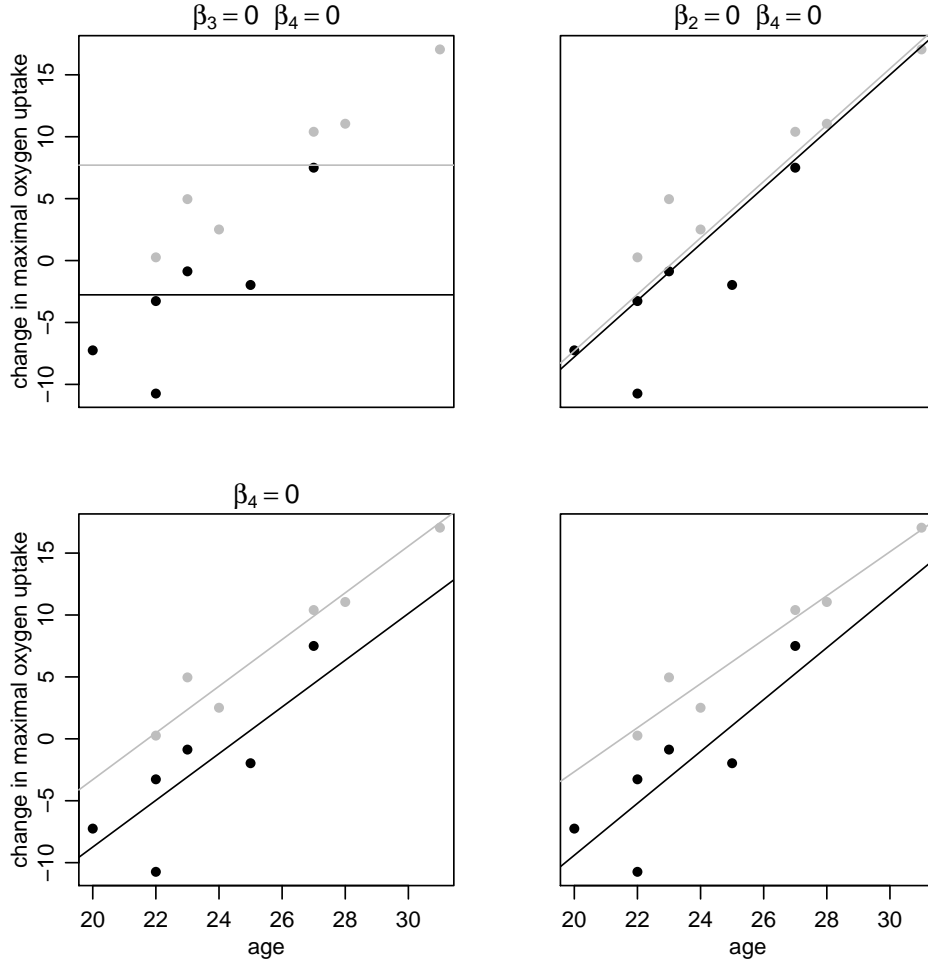 β₃ = 0 β₄ = 0
β₂ = 0 β₄ = 0
change in maximal oxygen uptake
15
10
5
0
−5
−10
β₄ = 0
change in maximal oxygen uptake
15
10
5
0
−5
−10
20 22 24 26 28 30
age
20 22 24 26 28 30
age